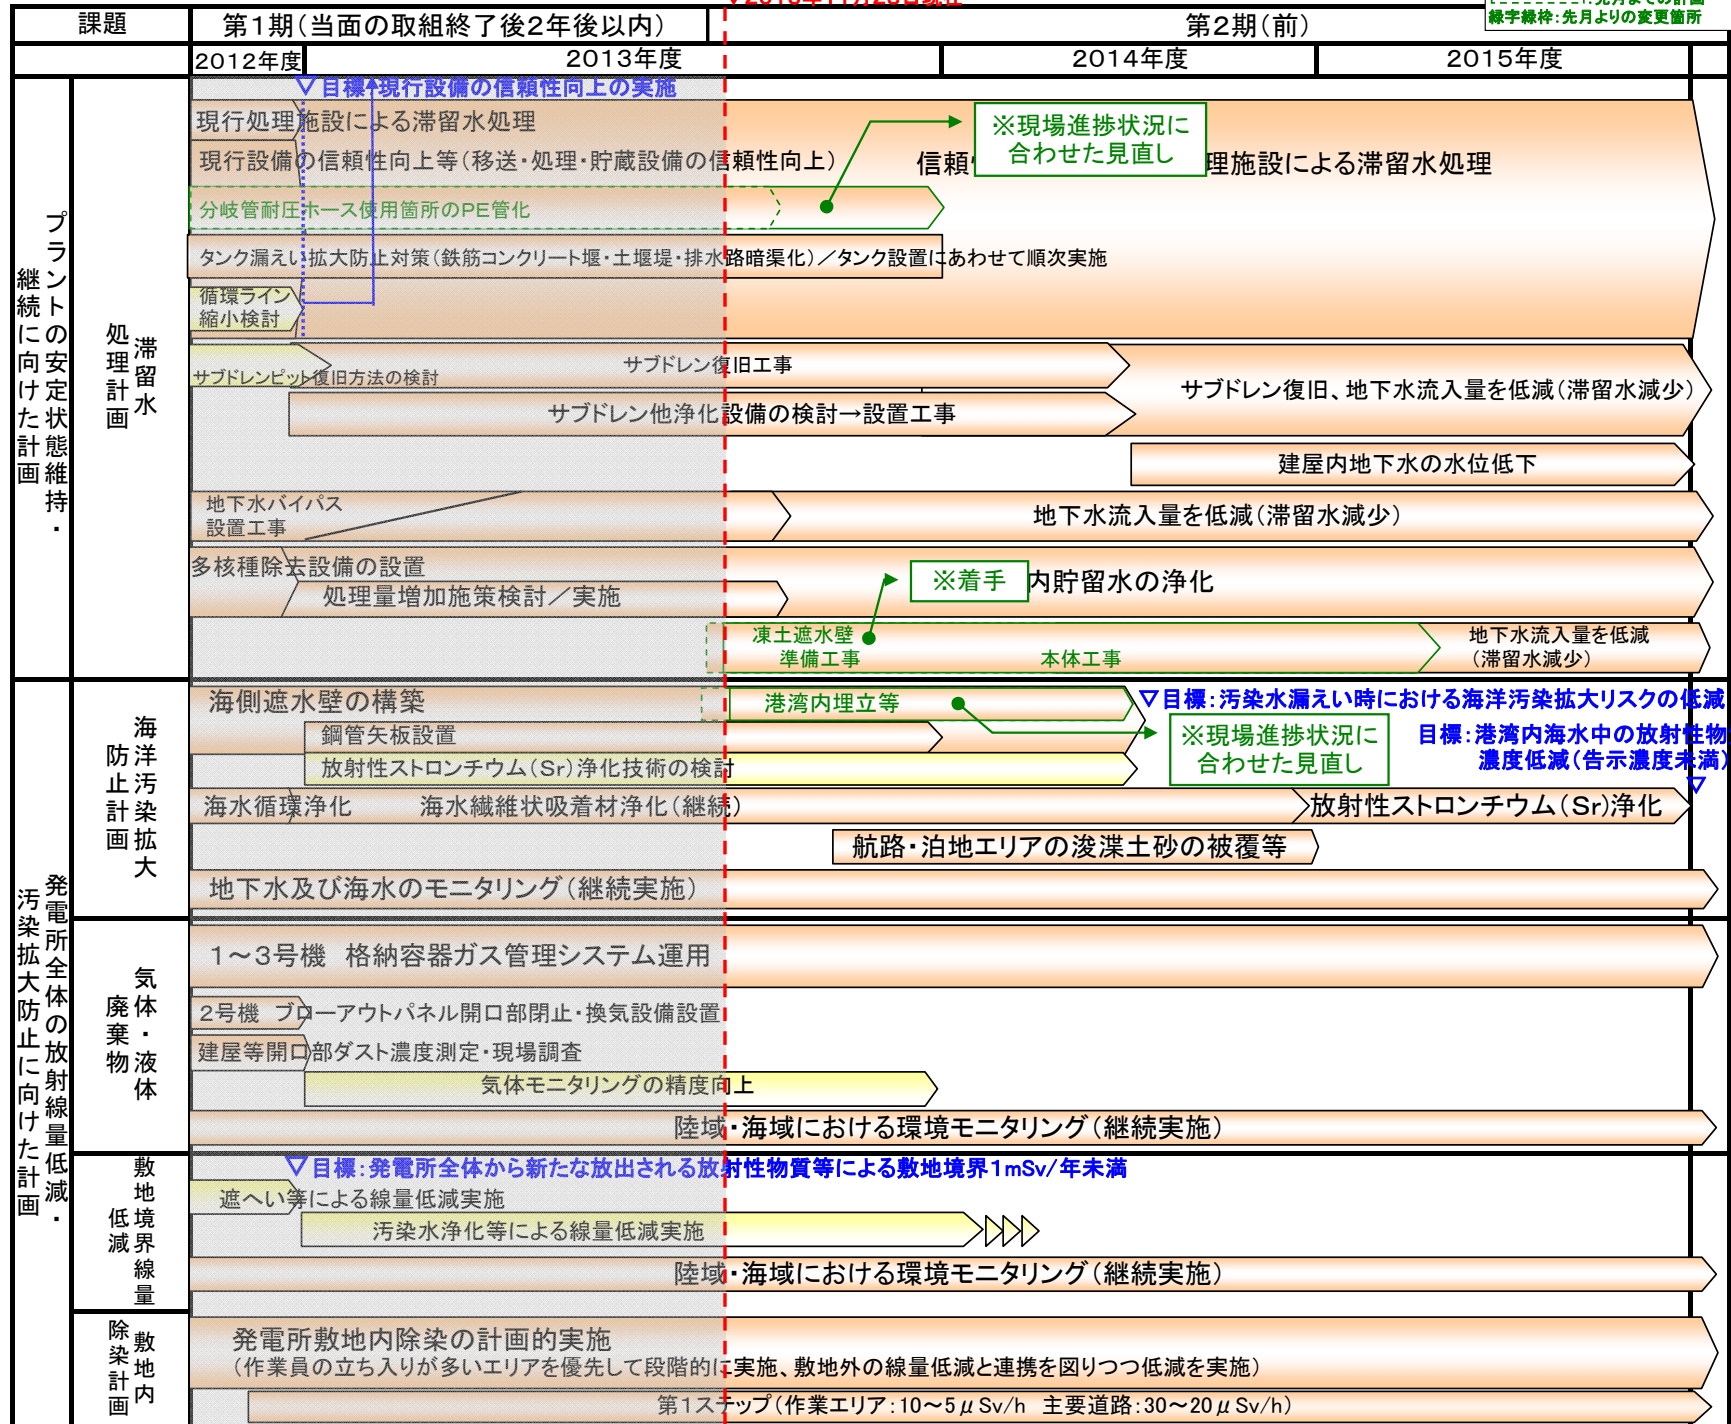 課題
第1期（当面の取組終了後2年後以内）
第2期（前）
緑字緑枠：先月よりの変更箇所
2012年度
2013年度
2014年度
2015年度
プラントの安定状態維持・
継続に向けた計画
滞留水
処理計画
▽目標：現行設備の信頼性向上の実施
現行処理施設による滞留水処理
現行設備の信頼性向上等（移送・処理・貯蔵設備の信頼性向上）
※現場進捗状況に
合わせた見直し
信頼
理施設による滞留水処理
分岐管耐圧ホース使用箇所のPE管化
タンク漏えい拡大防止対策（鉄筋コンクリート堰・土堰堤・排水路暗渠化）／タンク設置にあわせて順次実施
循環ライン
縮小検討
サブドレンピット復旧方法の検討
サブドレン復旧工事
サブドレン復旧、地下水流入量を低減（滞留水減少）
サブドレン他浄化設備の検討→設置工事
建屋内地下水の水位低下
地下水バイパス
設置工事
地下水流入量を低減（滞留水減少）
多核種除去設備の設置
処理量増加施策検討／実施
※着手
内貯留水の浄化
凍土遮水壁
準備工事
本体工事
地下水流入量を低減
（滞留水減少）
発電所全体の放射線量低減・
汚染拡大防止に向けた計画
海洋汚染拡大
防止計画
海側遮水壁の構築
港湾内埋立等
▽目標：汚染水漏えい時における海洋汚染拡大リスクの低減
鋼管矢板設置
※現場進捗状況に
合わせた見直し
目標：港湾内海水中の放射性物
濃度低減（告示濃度未満）
▽
放射性ストロンチウム（Sr）浄化技術の検討
海水循環浄化
海水繊維状吸着材浄化（継続）
放射性ストロンチウム（Sr）浄化
航路・泊地エリアの浚渫土砂の被覆等
地下水及び海水のモニタリング（継続実施）
気体・液体
廃棄物
1～3号機 格納容器ガス管理システム運用
2号機 ブローアウトパネル開口部閉止・換気設備設置
建屋等開口部ダスト濃度測定・現場調査
気体モニタリングの精度向上
陸域・海域における環境モニタリング（継続実施）
敷地境界線量
低減
▽目標：発電所全体から新たな放出される放射性物質等による敷地境界1mSv/年未満
遮へい等による線量低減実施
汚染水浄化等による線量低減実施
陸域・海域における環境モニタリング（継続実施）
敷地内
除染計画
発電所敷地内除染の計画的実施
（作業員の立ち入りが多いエリアを優先して段階的に実施、敷地外の線量低減と連携を図りつつ低減を実施）
第1ステップ（作業エリア：10～5μSv/h 主要道路：30～20μSv/h）